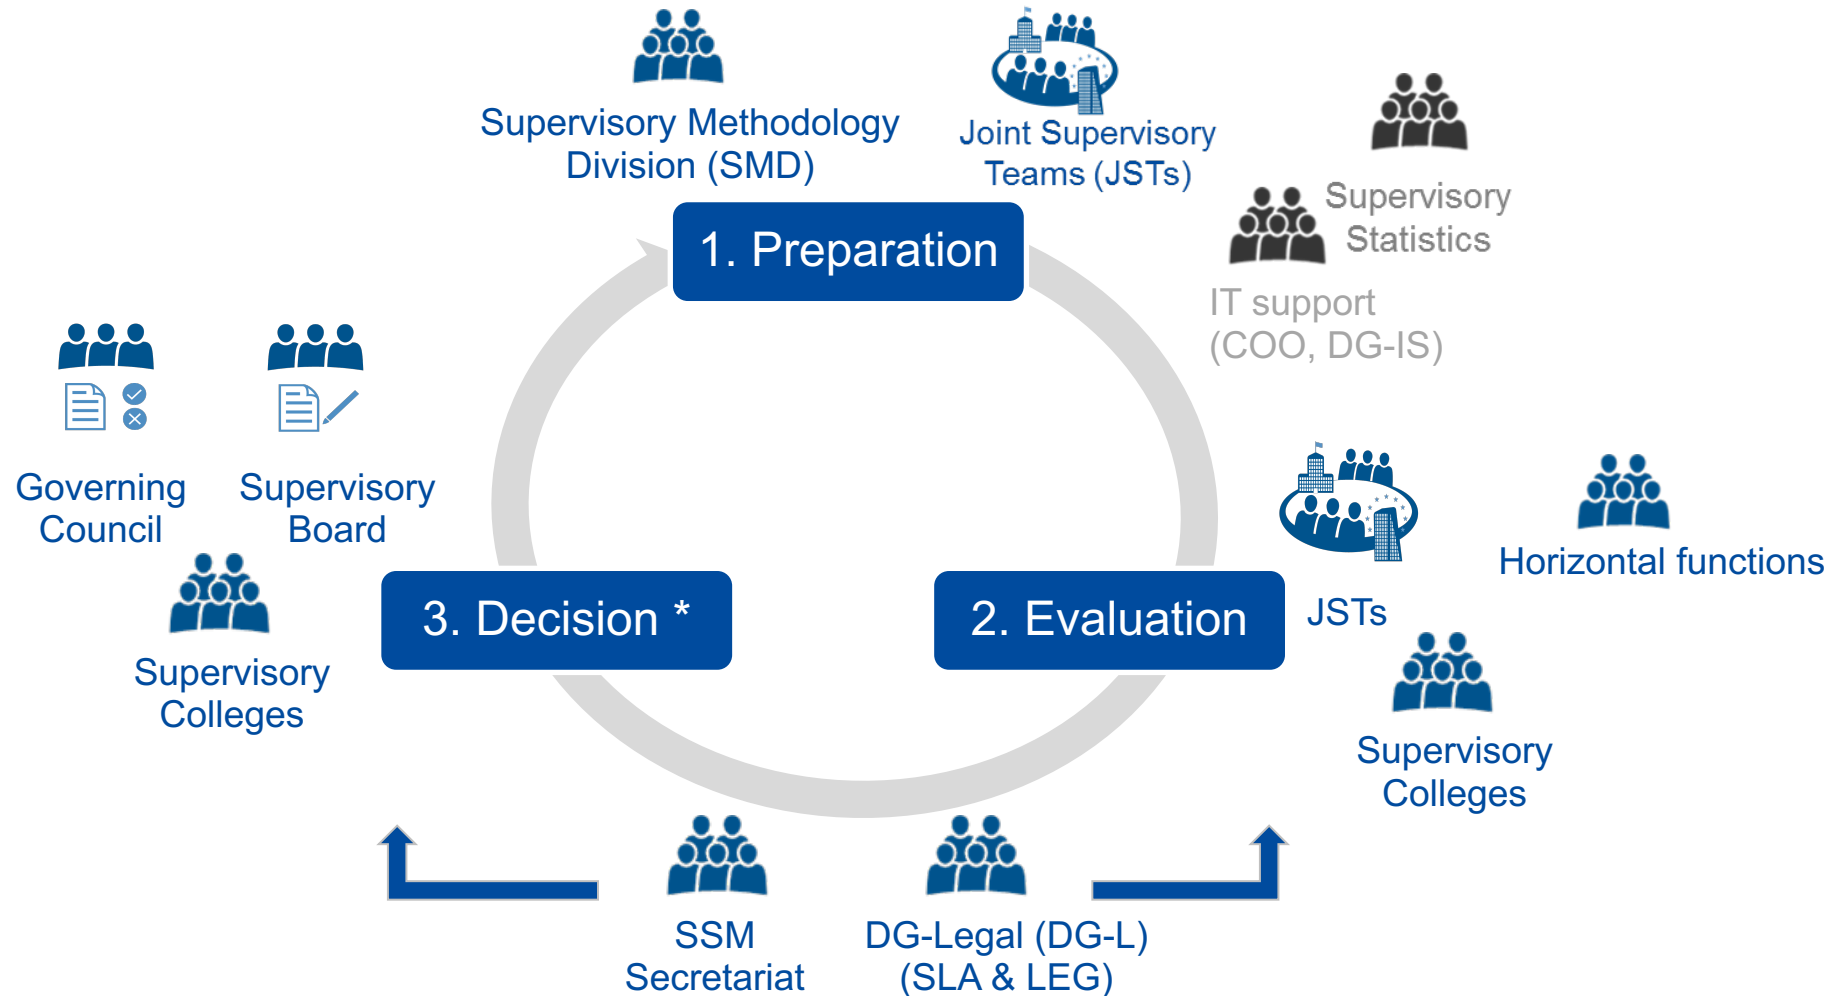 Supervisory Methodology
Division (SMD)
Joint Supervisory
Teams (JSTs)
Supervisory
Statistics
IT support
(COO, DG-IS)
1. Preparation
Governing
Council
Supervisory
Board
Supervisory
Colleges
3. Decision *
2. Evaluation
JSTs
Horizontal functions
Supervisory
Colleges
SSM
Secretariat
DG-Legal (DG-L)
(SLA & LEG)